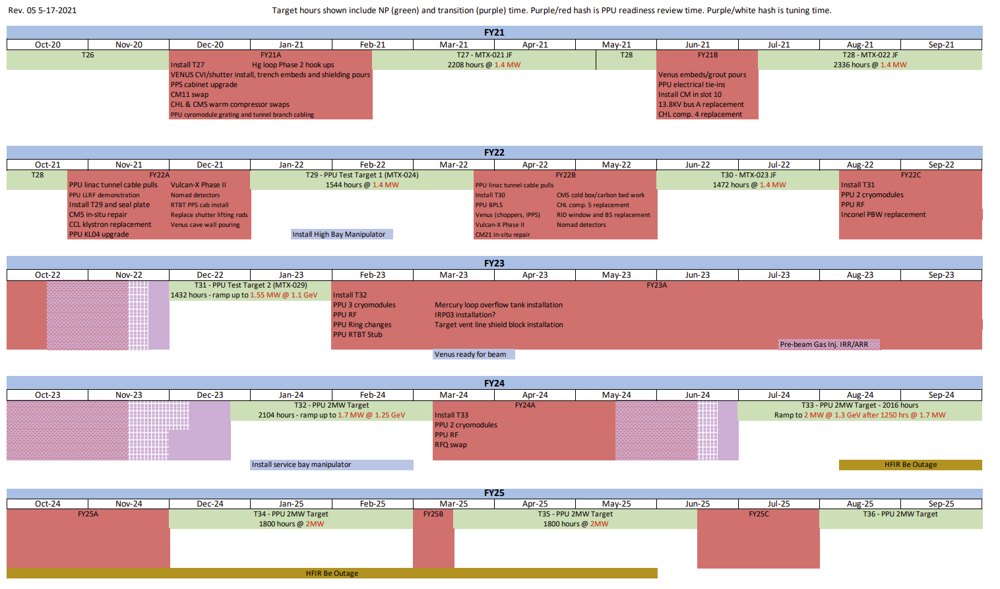 Rev. 05 5-17-2021
Target hours shown include NP (green) and transition (purple) time. Purple/red hash is PPU readiness review time. Purple/white hash is tuning time.
FY21
Oct-20 Nov-20 Dec-20 Jan-21 Feb-21 Mar-21 Apr-21 May-21 Jun-21 Jul-21 Aug-21 Sep-21
T26 FY21A T27 - MTX-021 JF T28 FY21B T28 - MTX-022 JF
Install T27 Hg loop Phase 2 hook ups 2208 hours @ 1.4 MW 2336 hours @ 1.4 MW
VENUS CVI/shutter install, trench embeds and shielding pours Venus embeds/grout pours
PPS cabinet upgrade PPU electrical tie-ins
CM11 swap Install CM in slot 10
CHL & CMS warm compressor swaps 13.8KV bus A replacement
PPU cyromodule grating and tunnel branch cabling CHL comp. 4 replacement
FY22
Oct-21 Nov-21 Dec-21 Jan-22 Feb-22 Mar-22 Apr-22 May-22 Jun-22 Jul-22 Aug-22 Sep-22
T28 FY22A T29 - PPU Test Target 1 (MTX-024) FY22B T30 - MTX-023 JF FY22C
PPU linac tunnel cable pulls Vulcan-X Phase II 1544 hours @ 1.4 MW PPU linac tunnel cable pulls 1472 hours @ 1.4 MW Install T31
PPU LLRF demonstration Nomad detectors Install T30 CMS cold box/carbon bed work PPU 2 cryomodules
Install T29 and seal plate RTBT PPS cab install PPU BPLS CHL comp. 5 replacement PPU RF
CM5 in-situ repair Replace shutter lifting rods Venus (choppers, IPPS) RID window and BS replacement Inconel PBW replacement
CCL klystron replacement Venus cave wall pouring Vulcan-X Phase II Nomad detectors
PPU KL04 upgrade Install High Bay Manipulator CM21 in-situ repair
FY23
Oct-22 Nov-22 Dec-22 Jan-23 Feb-23 Mar-23 Apr-23 May-23 Jun-23 Jul-23 Aug-23 Sep-23
T31 - PPU Test Target 2 (MTX-029) FY23A
1432 hours - ramp up to 1.55 MW @ 1.1 GeV Install T32
PPU 3 cryomodules Mercury loop overflow tank installation
PPU RF IRP03 installation?
PPU Ring changes Target vent line shield block installation
PPU RTBT Stub
Pre-beam Gas Inj. IRR/ARR
Venus ready for beam
FY24
Oct-23 Nov-23 Dec-23 Jan-24 Feb-24 Mar-24 Apr-24 May-24 Jun-24 Jul-24 Aug-24 Sep-24
T32 - PPU 2MW Target FY24A T33 - PPU 2MW Target - 2016 hours
2104 hours - ramp up to 1.7 MW @ 1.25 GeV Install T33 Ramp to 2 MW @ 1.3 GeV after 1250 hrs @ 1.7 MW
PPU 2 cryomodules
PPU RF
RFQ swap
Install service bay manipulator HFIR Be Outage
FY25
Oct-24 Nov-24 Dec-24 Jan-25 Feb-25 Mar-25 Apr-25 May-25 Jun-25 Jul-25 Aug-25 Sep-25
FY25A T34 - PPU 2MW Target FY25B T35 - PPU 2MW Target FY25C T36 - PPU 2MW Target
1800 hours @ 2MW 1800 hours @ 2MW
HFIR Be Outage